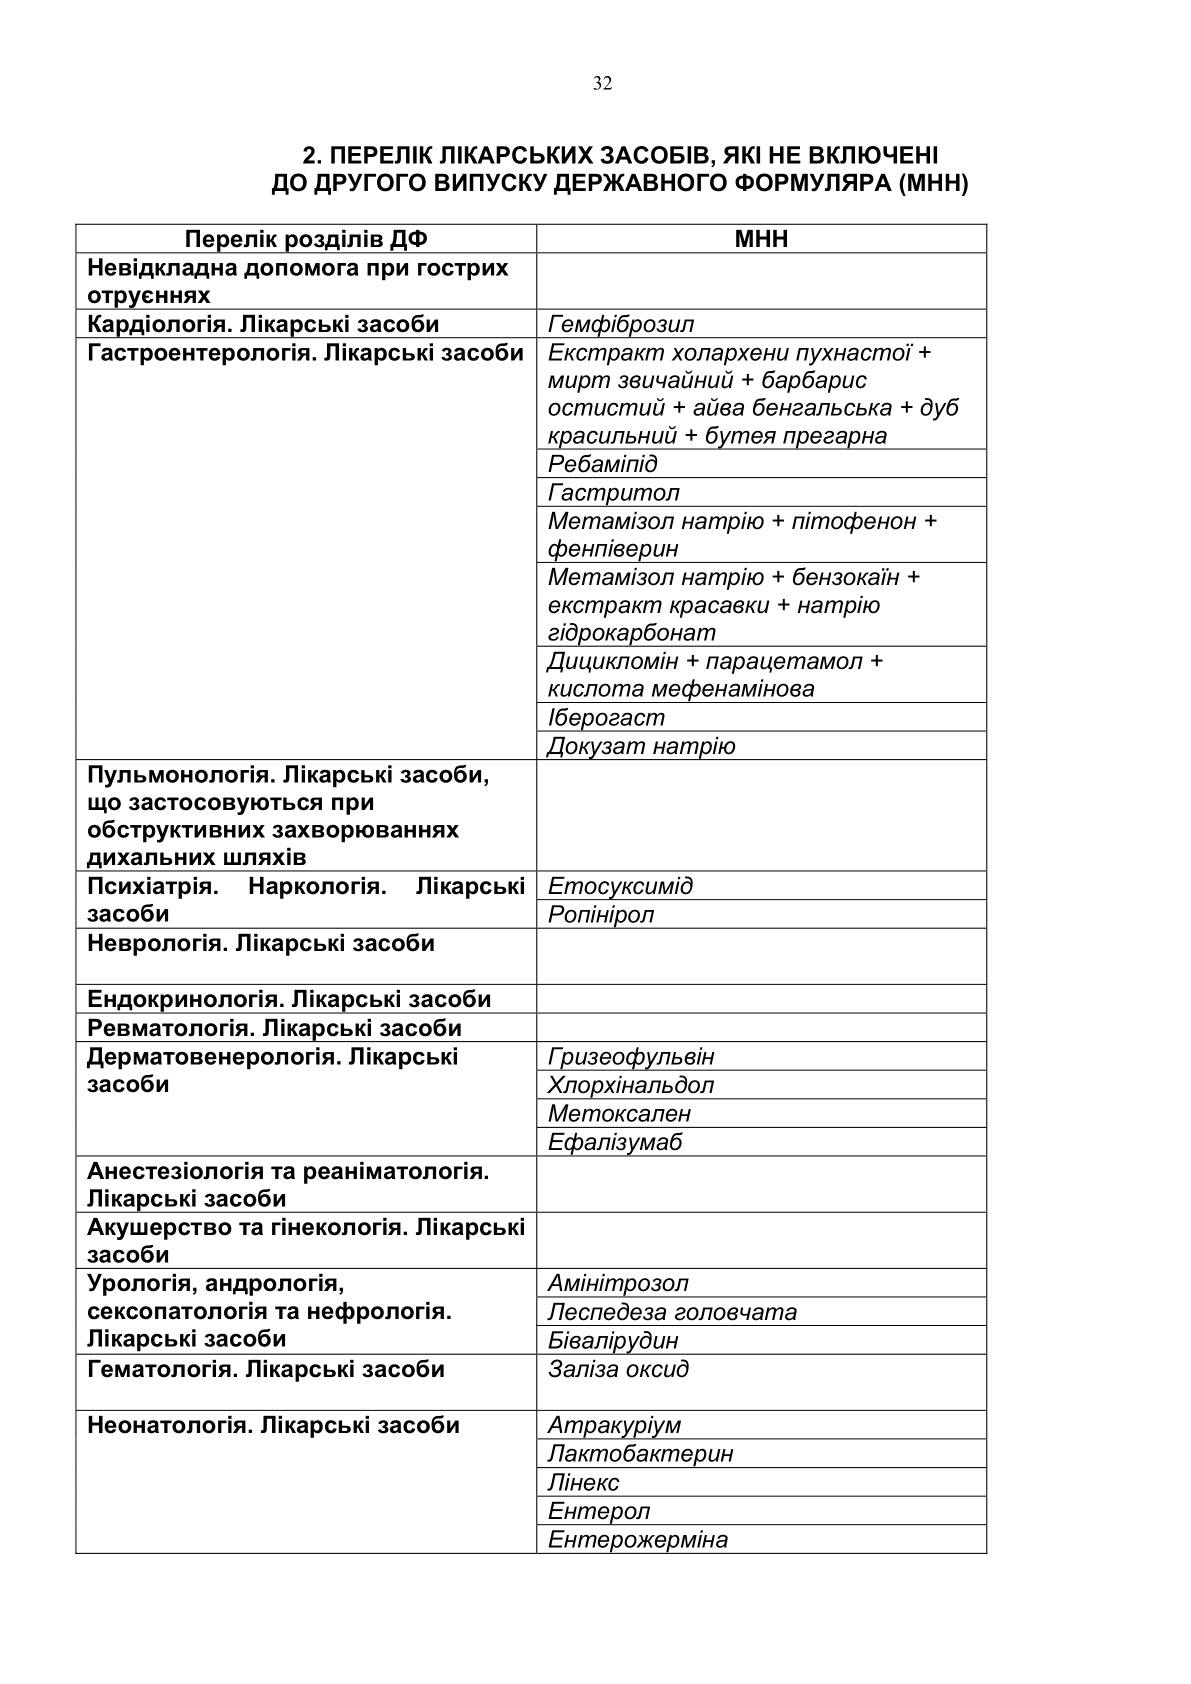 32
2. ПЕРЕЛІК ЛІКАРСЬКИХ ЗАСОБІВ, ЯКІ НЕ ВКЛЮЧЕНІ
ДО ДРУГОГО ВИПУСКУ ДЕРЖАВНОГО ФОРМУЛЯРА (МНН)
Перелік розділів ДФ МНН
Невідкладна допомога при гострих
отруєннях
Кардіологія. Лікарські засоби Гемфіброзил
Гастроентерологія. Лікарські засоби Екстракт холархени пухнастої +
мирт звичайний + барбарис
остистий + айва бенгальська + дуб
красильний + бутея прегарна
Ребаміпід
Гастритол
Метамізол натрію + пітофенон +
фенпіверин
Метамізол натрію + бензокаїн +
екстракт красавки + натрію
гідрокарбонат
Дицикломін + парацетамол +
кислота мефенамінова
Іберогаст
Докузат натрію
Пульмонологія. Лікарські засоби,
що застосовуються при
обструктивних захворюваннях
дихальних шляхів
Психіатрія. Наркологія. Лікарські
засоби
Етосуксимід
Ропінірол
Неврологія. Лікарські засоби
Ендокринологія. Лікарські засоби
Ревматологія. Лікарські засоби
Дерматовенерологія. Лікарські
засоби
Гризеофульвін
Хлорхінальдол
Метоксален
Ефалізумаб
Анестезіологія та реаніматологія.
Лікарські засоби
Акушерство та гінекологія. Лікарські
засоби
Урологія, андрологія,
сексопатологія та нефрологія.
Лікарські засоби
Амінітрозол
Леспедеза головчата
Бівалірудин
Гематологія. Лікарські засоби Заліза оксид
Неонатологія. Лікарські засоби Атракуріум
Лактобактерин
Лінекс
Ентерол
Ентерожерміна